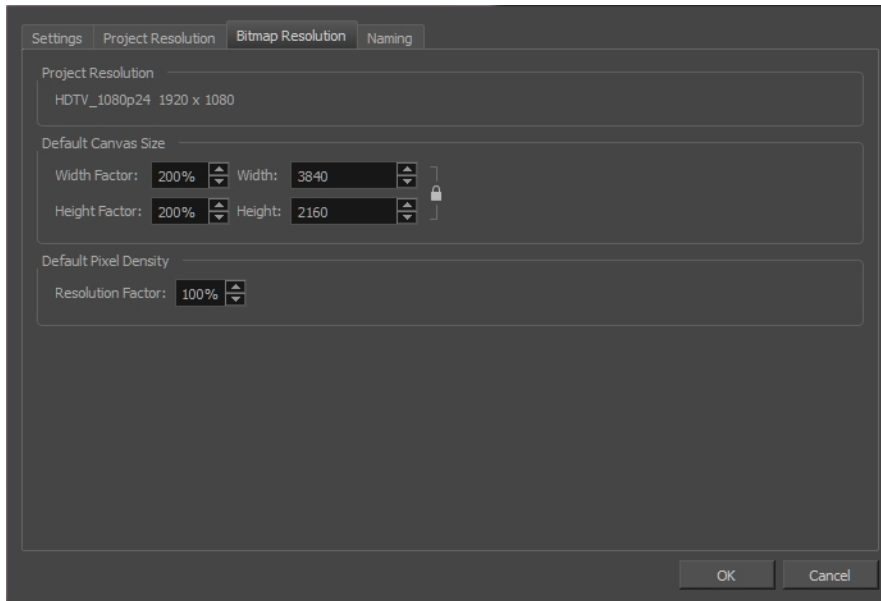 Settings Project Resolution Bitmap Resolution Naming
Project Resolution
HDTV_1080p24 1920 x 1080
Default Canvas Size
Width Factor: 200% Width: 3840
Height Factor: 200% Height: 2160
Default Pixel Density
Resolution Factor: 100%
OK Cancel